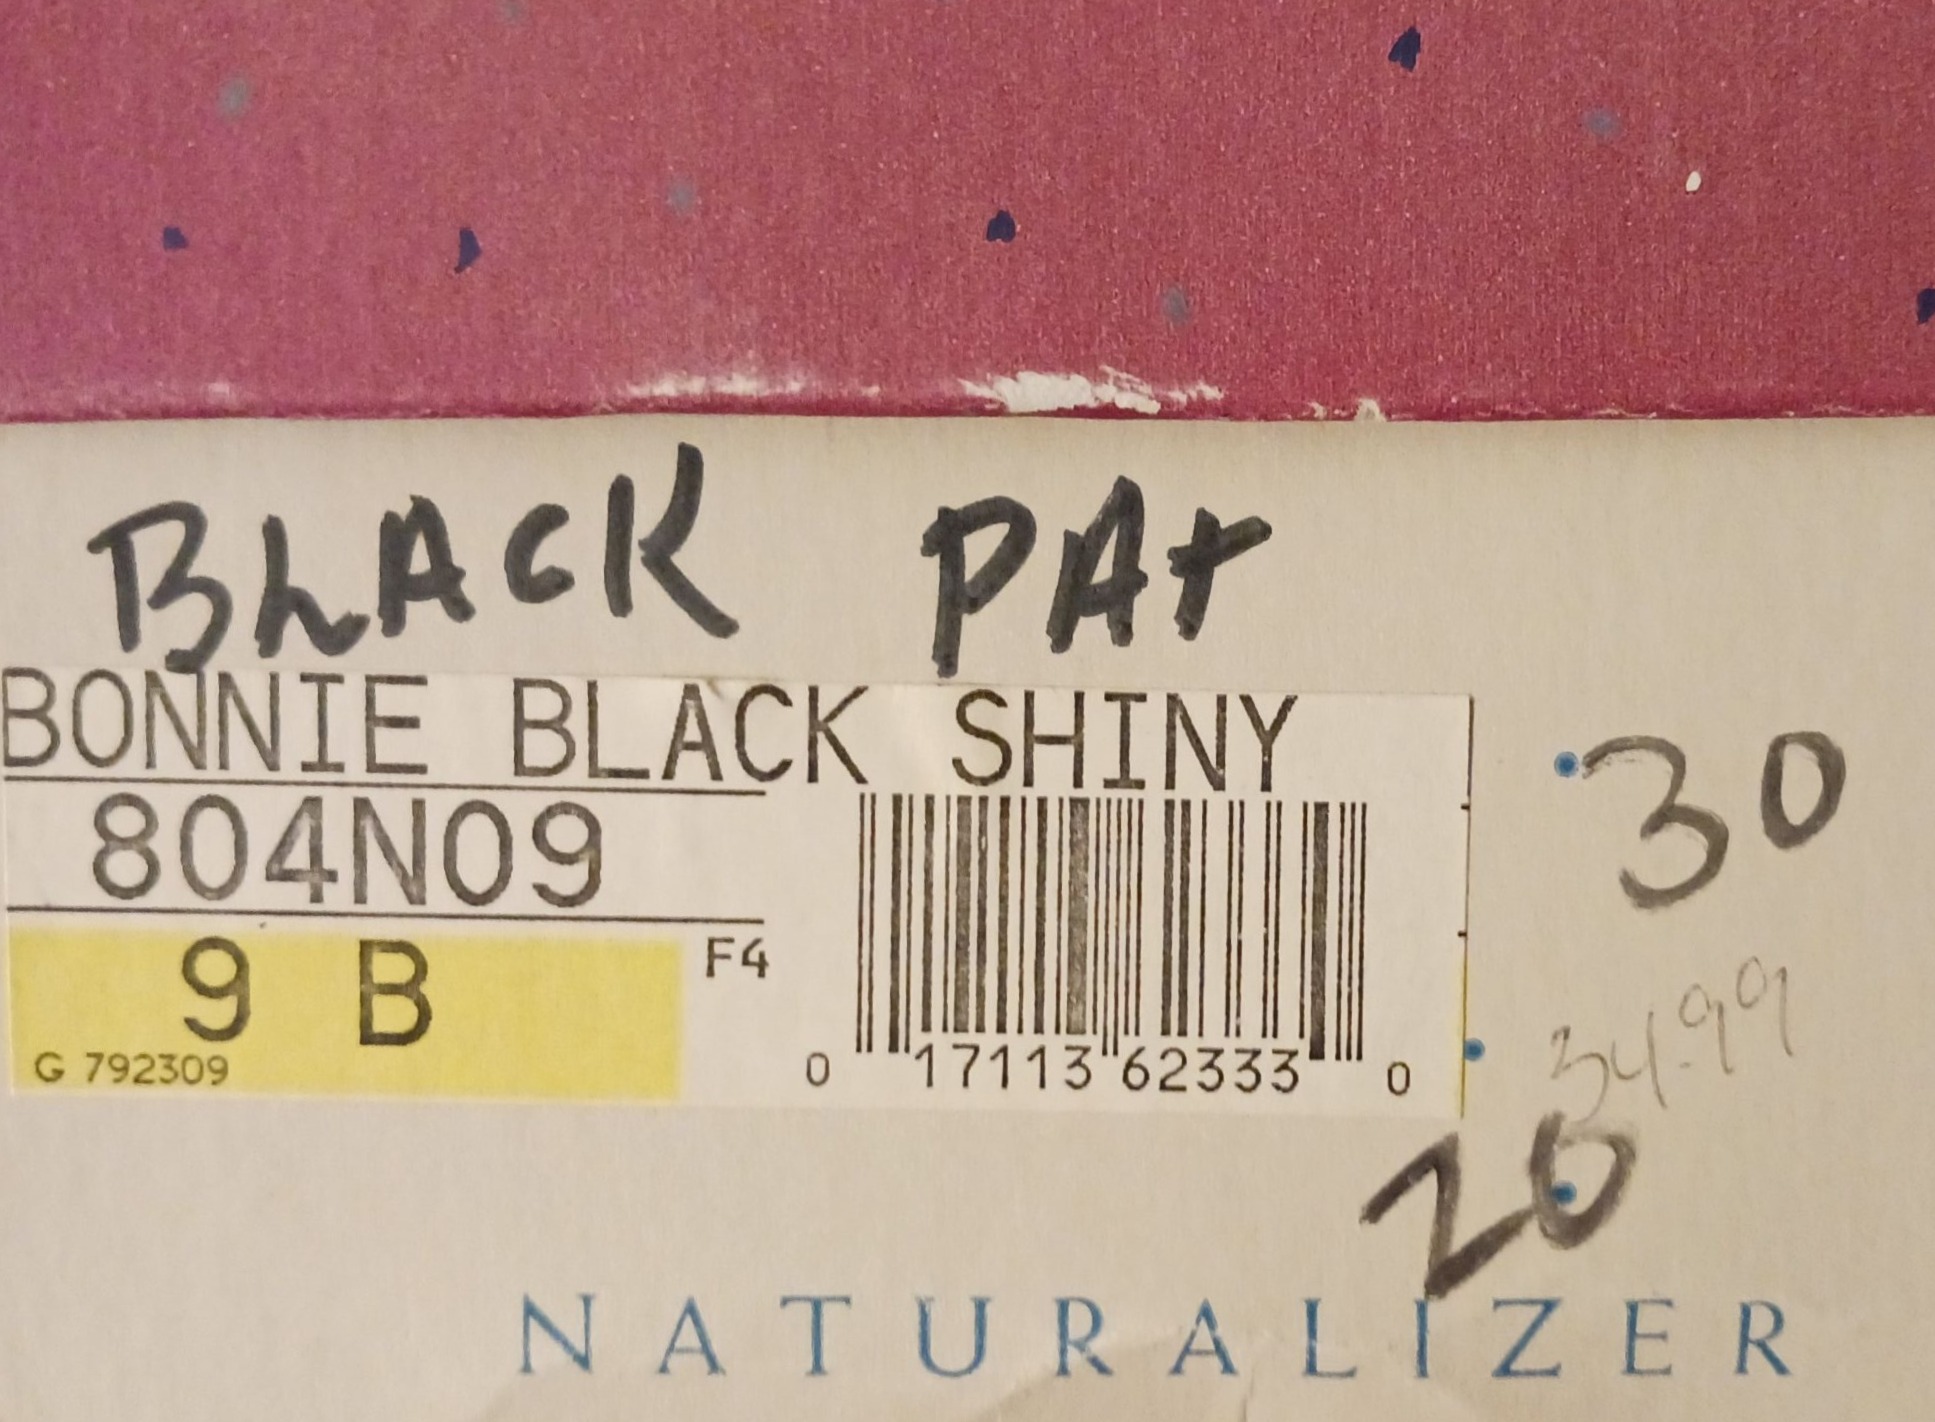 BLACK PAt
BONNIE BLACK SHINY
804N09
30
9 B F4
G 792309
0 17113 62333 0
34.99
20
NATURALIZER